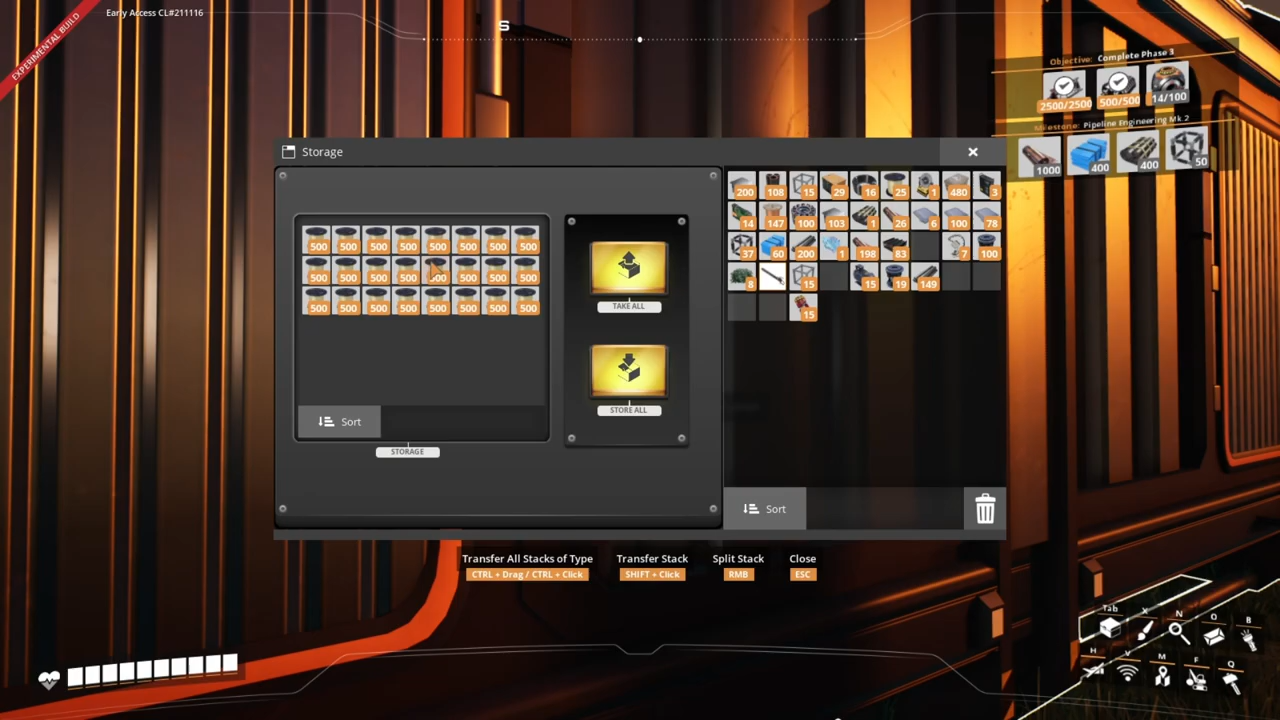 Early Access CL#211116
EXPERIMENTAL BUILD
S
Objective: Complete Phase 3
2500/2500 500/500 14/100
Milestone: Pipeline Engineering Mk.2
1000 400 400 50
Storage
500 500 500 500 500 500 500 500
500 500 500 500 500 500 500 500
500 500 500 500 500 500 500 500
Sort
STORAGE
TAKE ALL
STORE ALL
200 108 15 29 16 25 1 480 3
14 147 100 103 1 26 6 100 78
37 60 200 1 198 83 7 100
8 15 15 19 149
15
Sort
Transfer All Stacks of Type Transfer Stack Split Stack Close
CTRL + Drag / CTRL + Click SHIFT + Click RMB ESC
Tab X N O B
H V M F Q